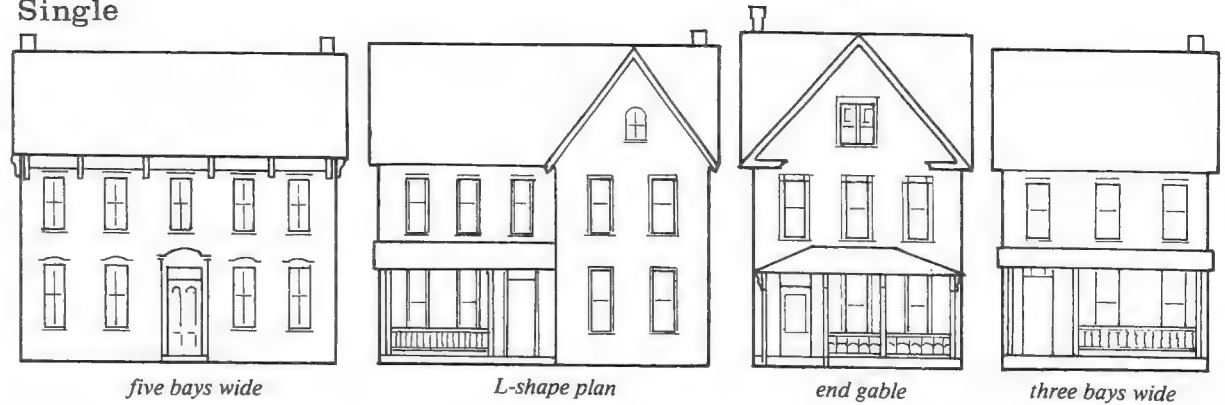 Single
five bays wide
L-shape plan
end gable
three bays wide